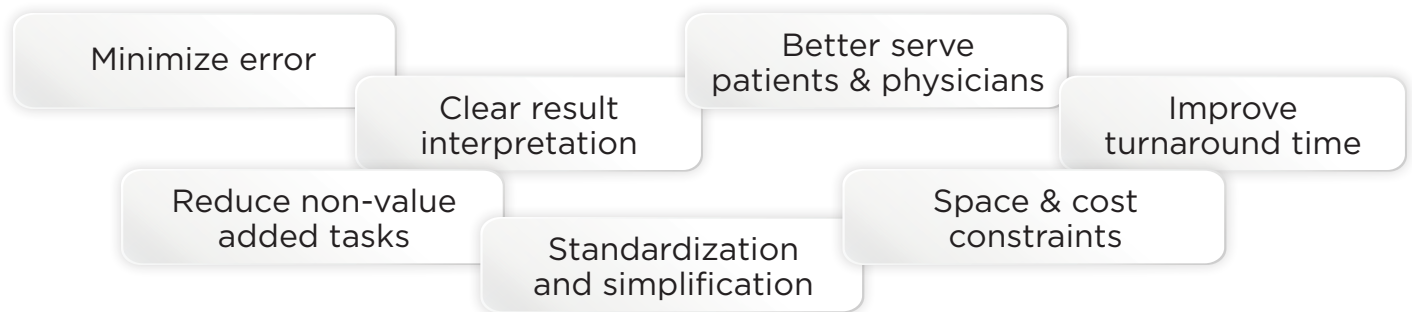 Minimize error
Clear result
interpretation
Better serve
patients & physicians
Improve
turnaround time
Reduce non-value
added tasks
Standardization
and simplification
Space & cost
constraints